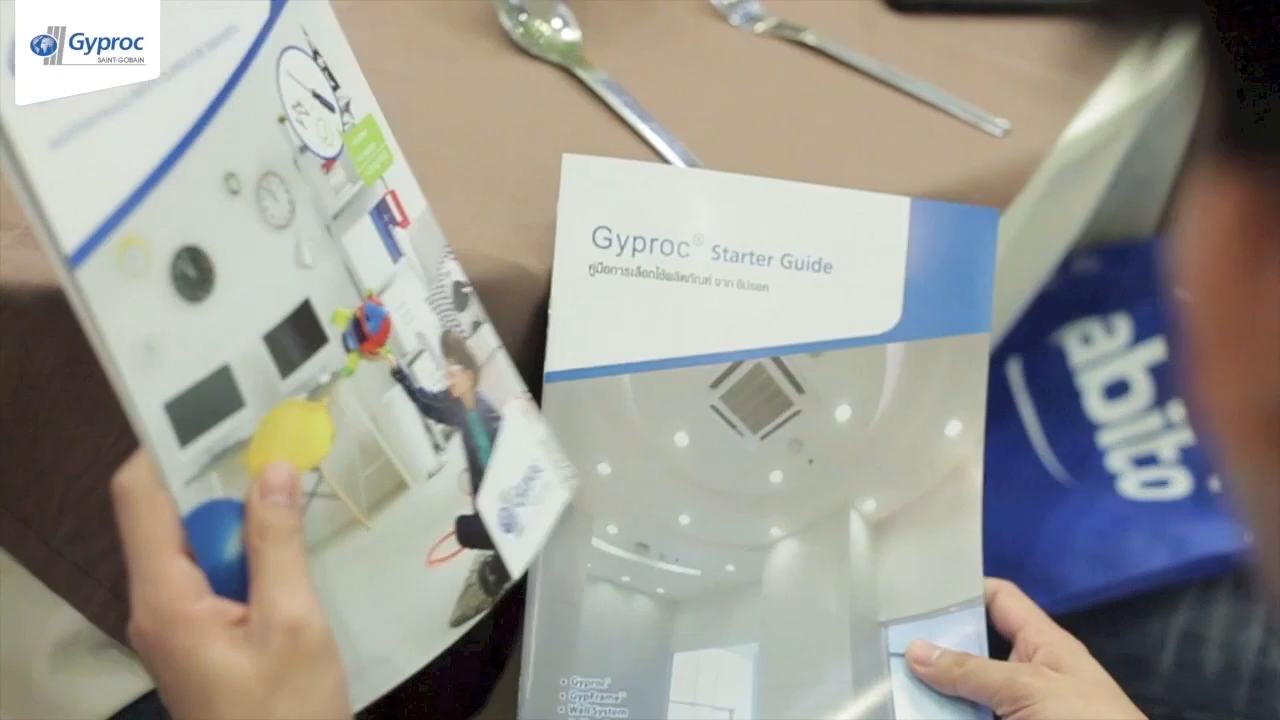 Gyproc
SAINT-GOBAIN
Gyproc® Starter Guide
คู่มือการเลือกใช้ผลิตภัณฑ์ จาก ยิปรอค
• Gyproc®
• GypFrame™
• Wall System
abito